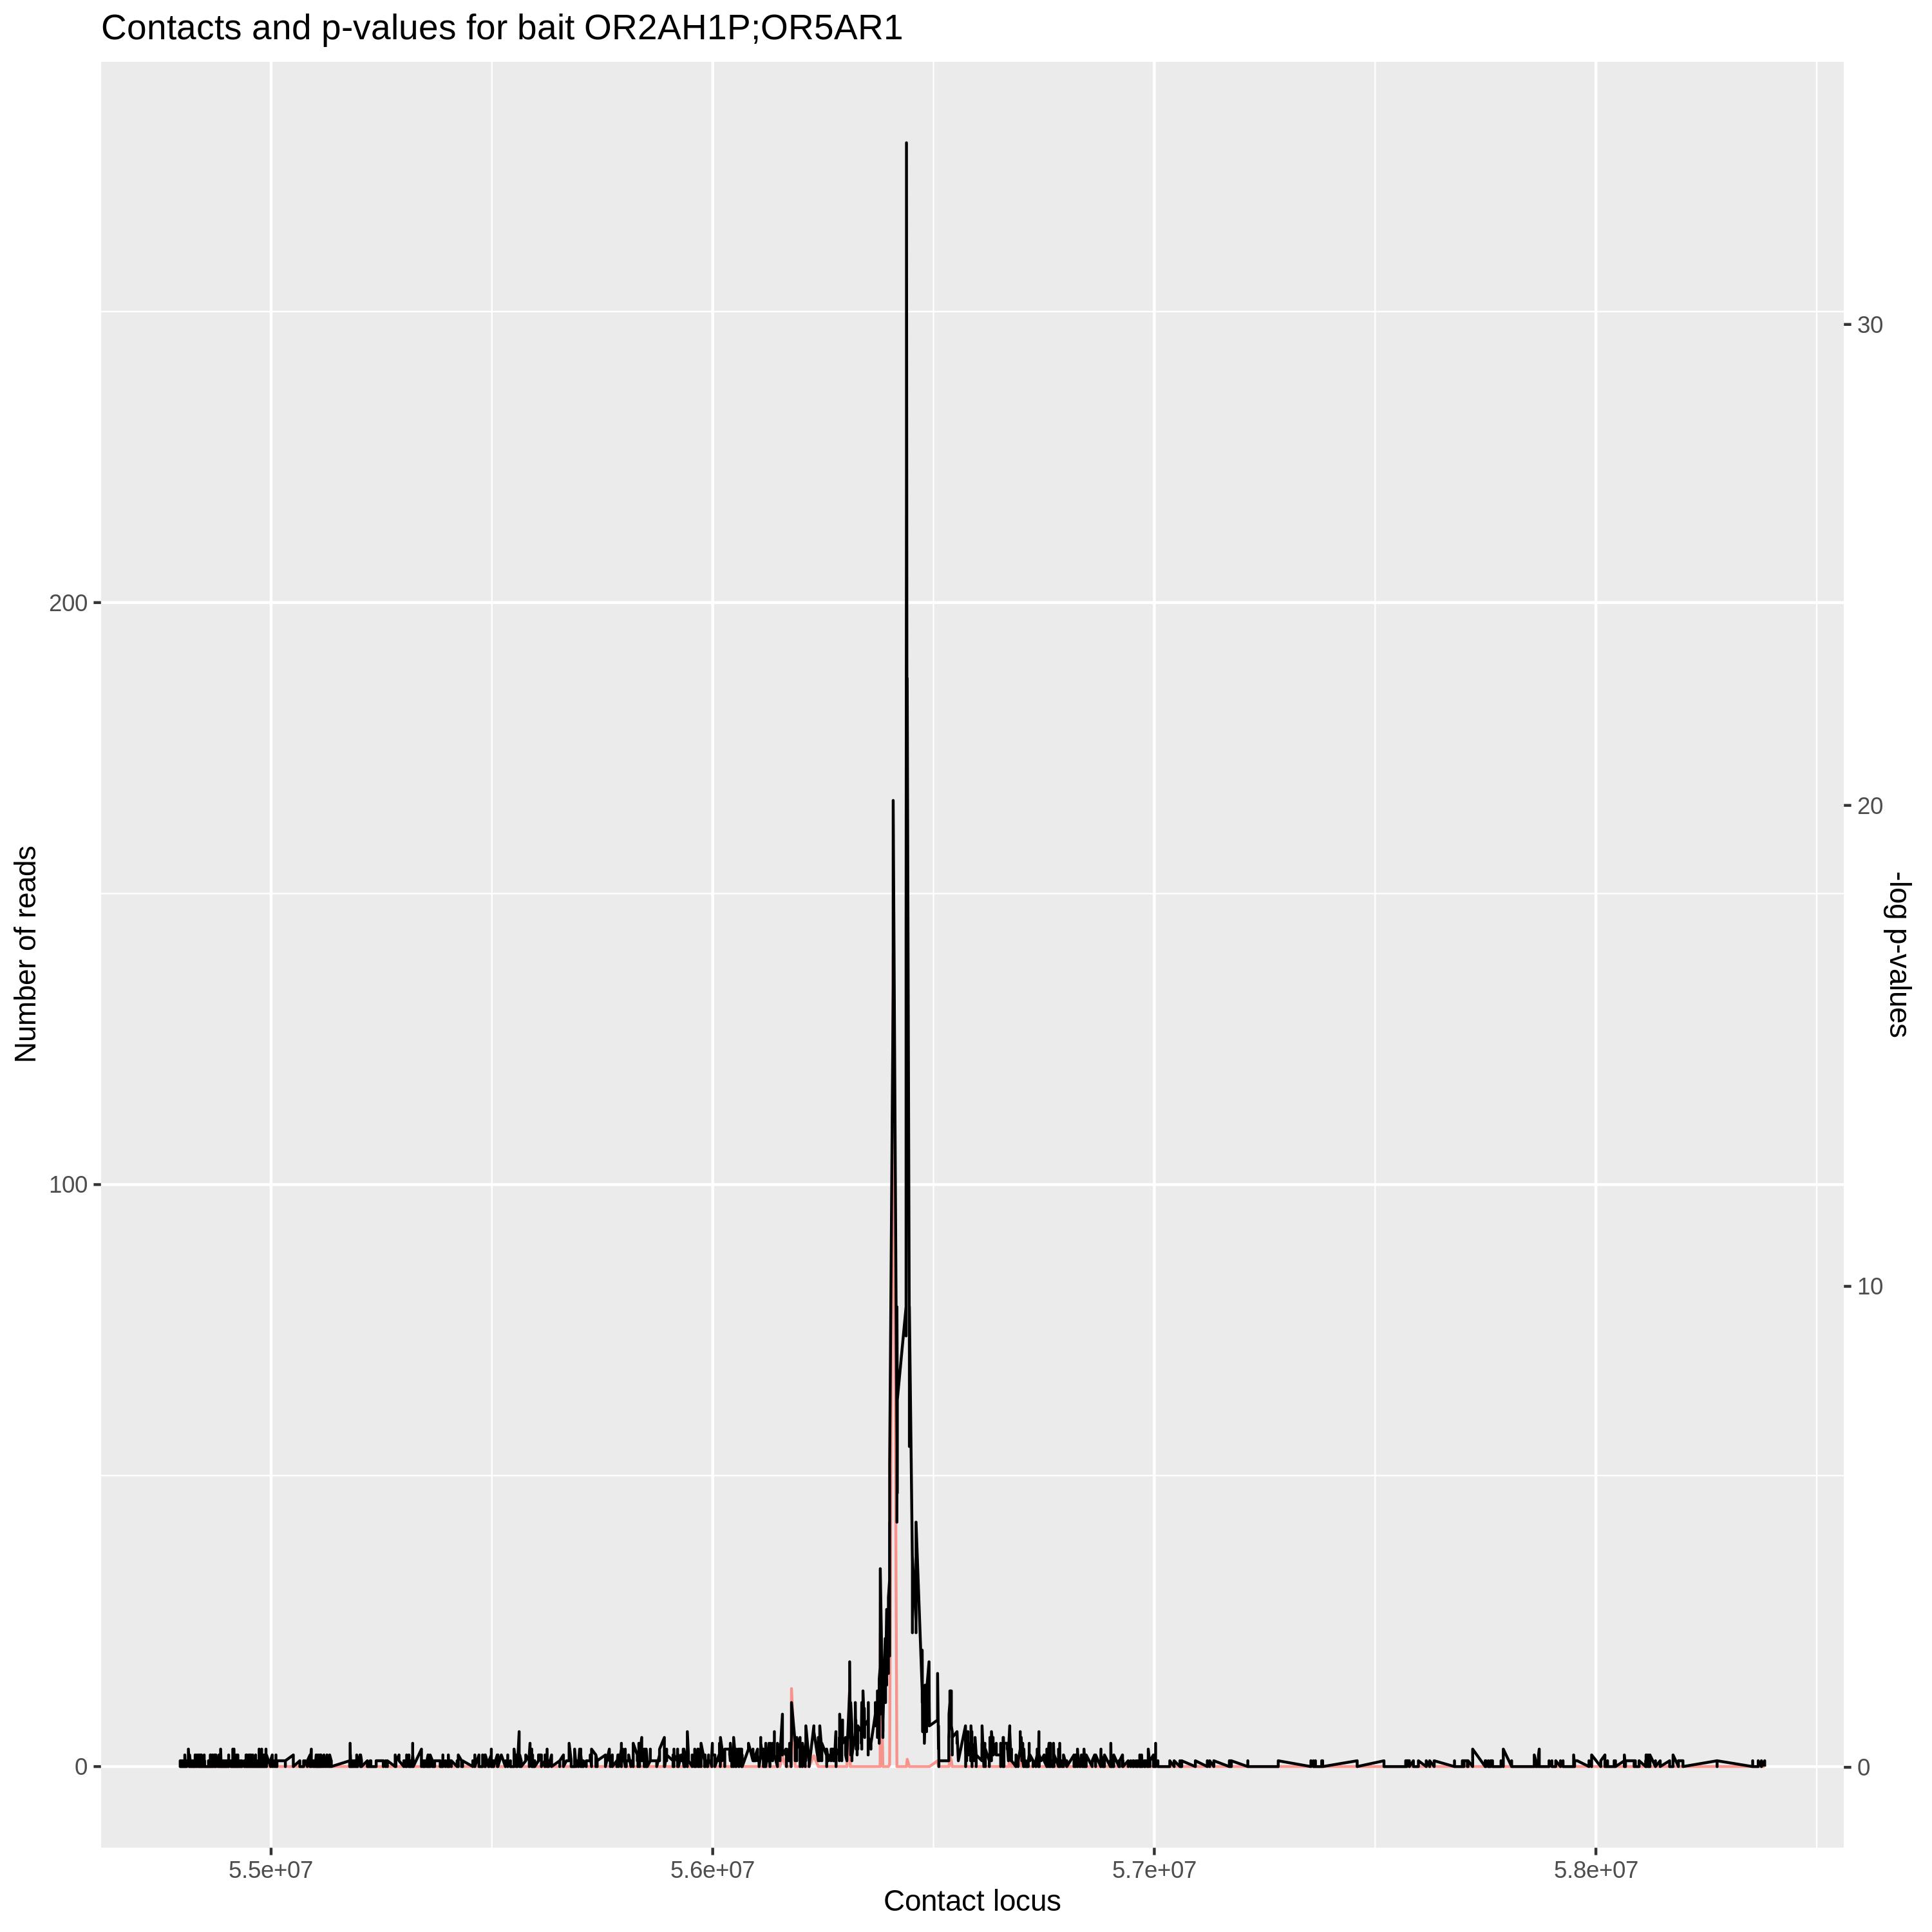 Contacts and p-values for bait OR2AH1P;OR5AR1
Number of reads
200
100
0
30
20
10
0
-log p-values
5.5e+07
5.6e+07
5.7e+07
5.8e+07
Contact locus